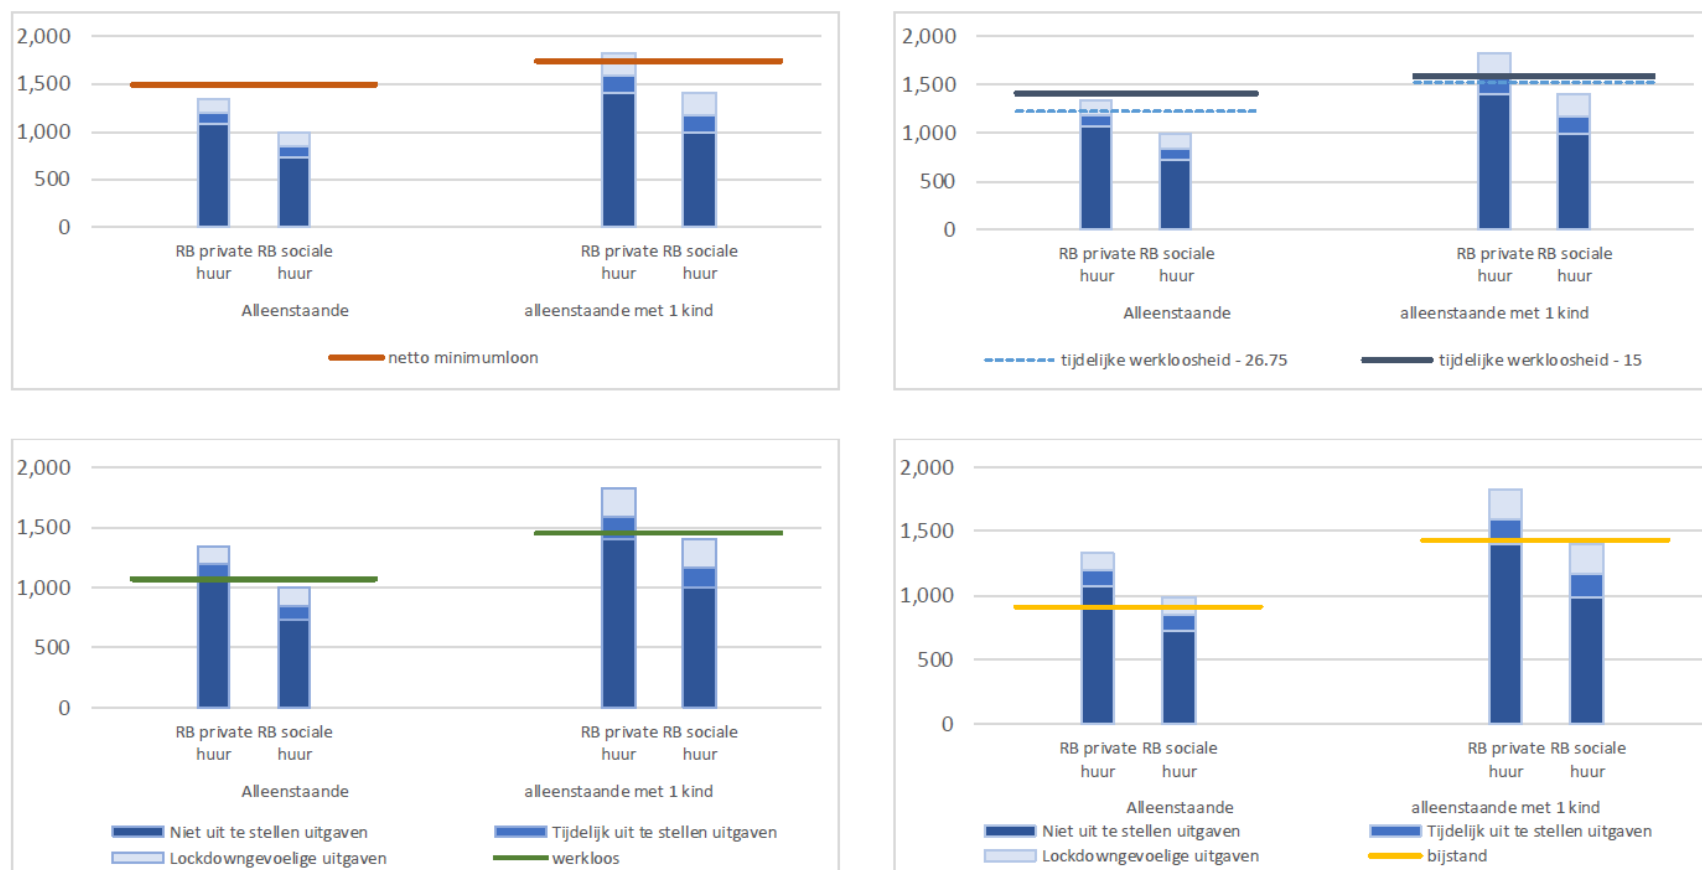 2,000
1,500
1,000
500
0
RB private RB sociale
huur huur
RB private RB sociale
huur huur
Alleenstaande
alleenstaande met 1 kind
netto minimumloon
2,000
1,500
1,000
500
0
RB private RB sociale
huur huur
RB private RB sociale
huur huur
Alleenstaande
alleenstaande met 1 kind
tijdelijke werkloosheid - 26.75
tijdelijke werkloosheid - 15
2,000
1,500
1,000
500
0
RB private RB sociale
huur huur
RB private RB sociale
huur huur
Alleenstaande
alleenstaande met 1 kind
Niet uit te stellen uitgaven
Tijdelijk uit te stellen uitgaven
Lockdowngevoelige uitgaven
werkloos
2,000
1,500
1,000
500
0
RB private RB sociale
huur huur
RB private RB sociale
huur huur
Alleenstaande
alleenstaande met 1 kind
Niet uit te stellen uitgaven
Tijdelijk uit te stellen uitgaven
Lockdowngevoelige uitgaven
bijstand